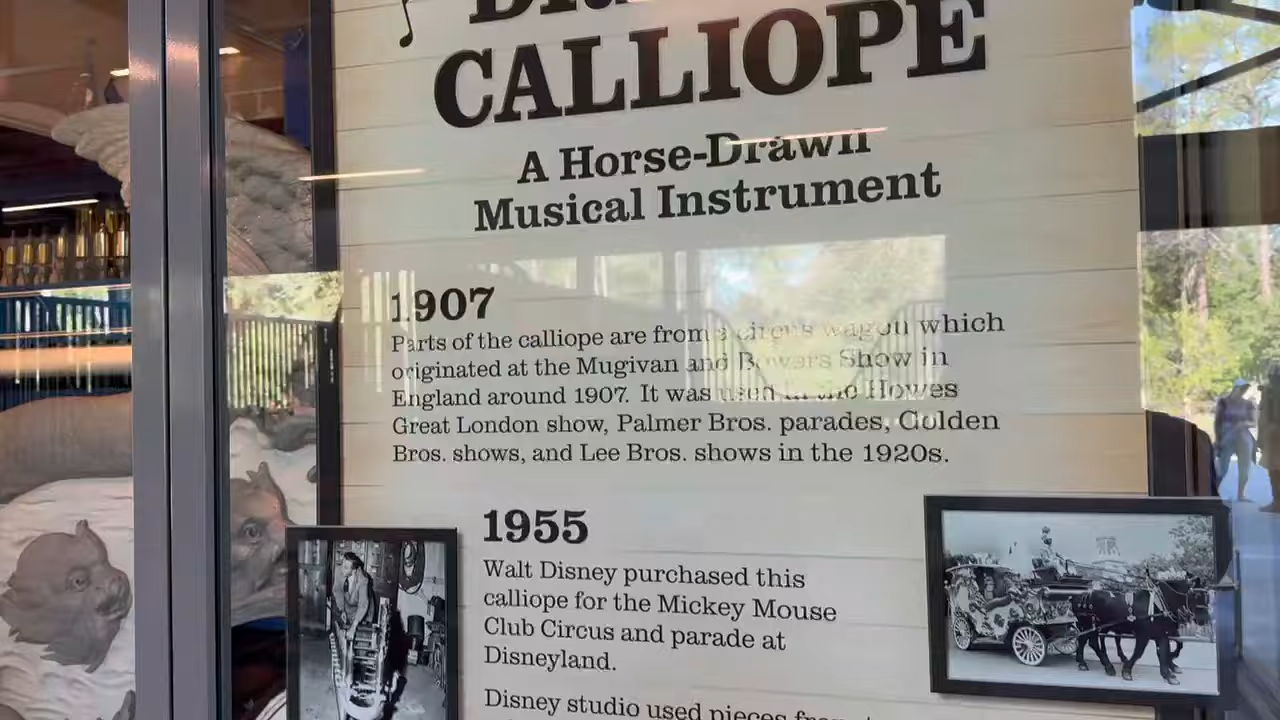 CALLIOPE
A Horse-Drawn
Musical Instrument
1907
Parts of the calliope are from a circus wagon which
originated at the Mugivan and Bowers Show in
England around 1907. It was used in the Howes
Great London show, Palmer Bros. parades, Golden
Bros. shows, and Lee Bros. shows in the 1920s.
1955
Walt Disney purchased this
calliope for the Mickey Mouse
Club Circus and parade at
Disneyland.
Disney studio used pieces from